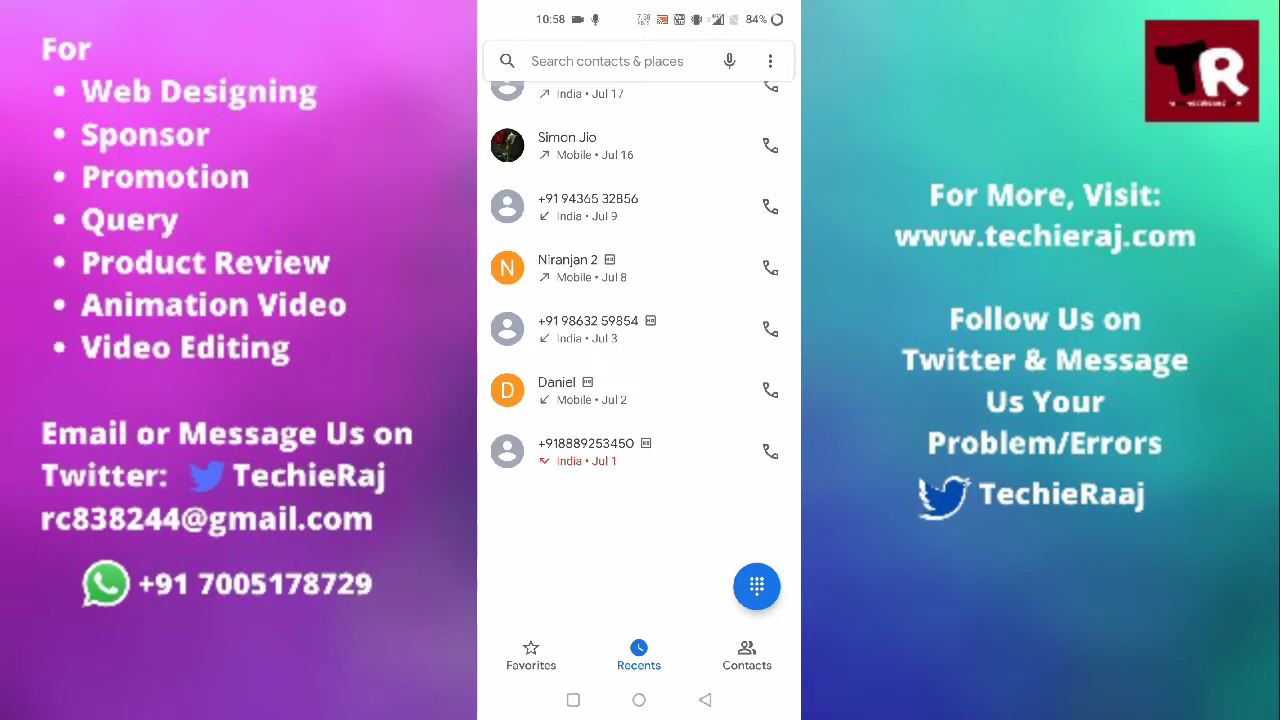 For
• Web Designing
• Sponsor
• Promotion
• Query
• Product Review
• Animation Video
• Video Editing
Email or Message Us on
Twitter: TechieRaj
rc838244@gmail.com
+91 7005178729
10:58
84%
Search contacts & places
India • Jul 17
Simon Jio
Mobile • Jul 16
+91 94365 32856
India • Jul 9
N
Niranjan 2
Mobile • Jul 8
+91 98632 59854
India • Jul 3
D
Daniel
Mobile • Jul 2
+918889253450
India • Jul 1
Favorites
Recents
Contacts
TR
For More, Visit:
www.techieraj.com
Follow Us on
Twitter & Message
Us Your
Problem/Errors
TechieRaaj